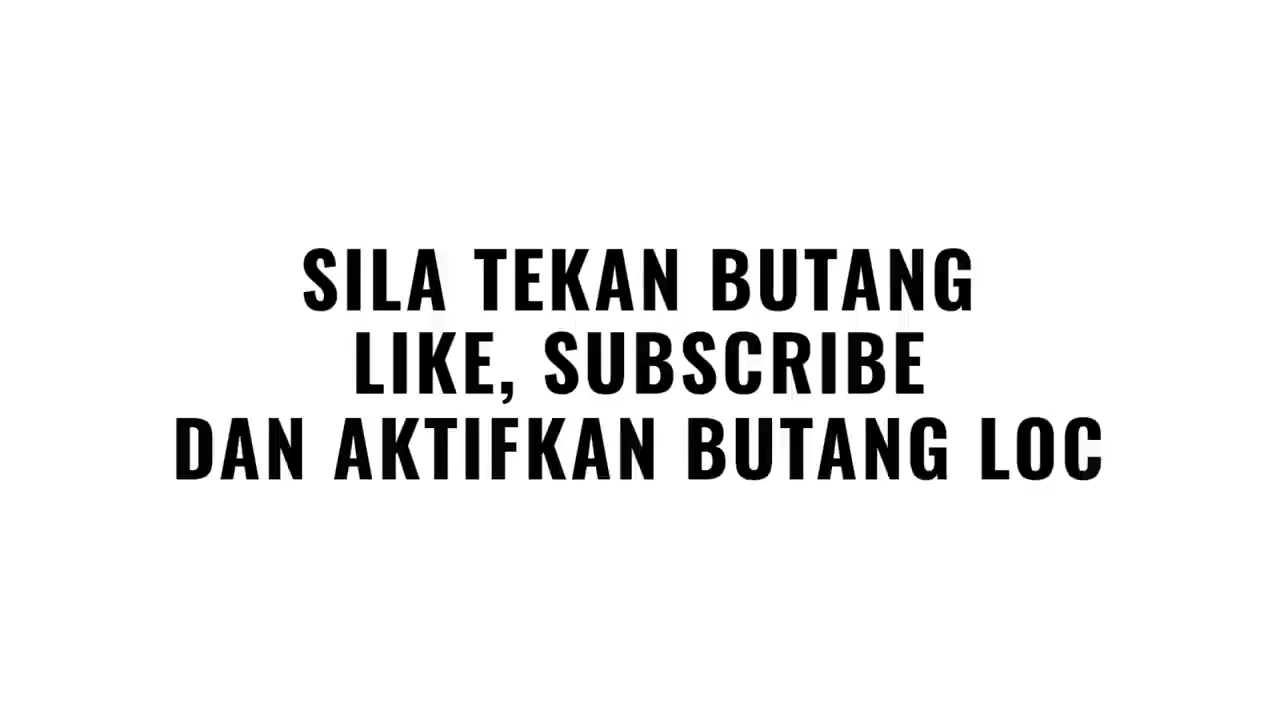 SILA TEKAN BUTANG
LIKE, SUBSCRIBE
DAN AKTIFKAN BUTANG LOC